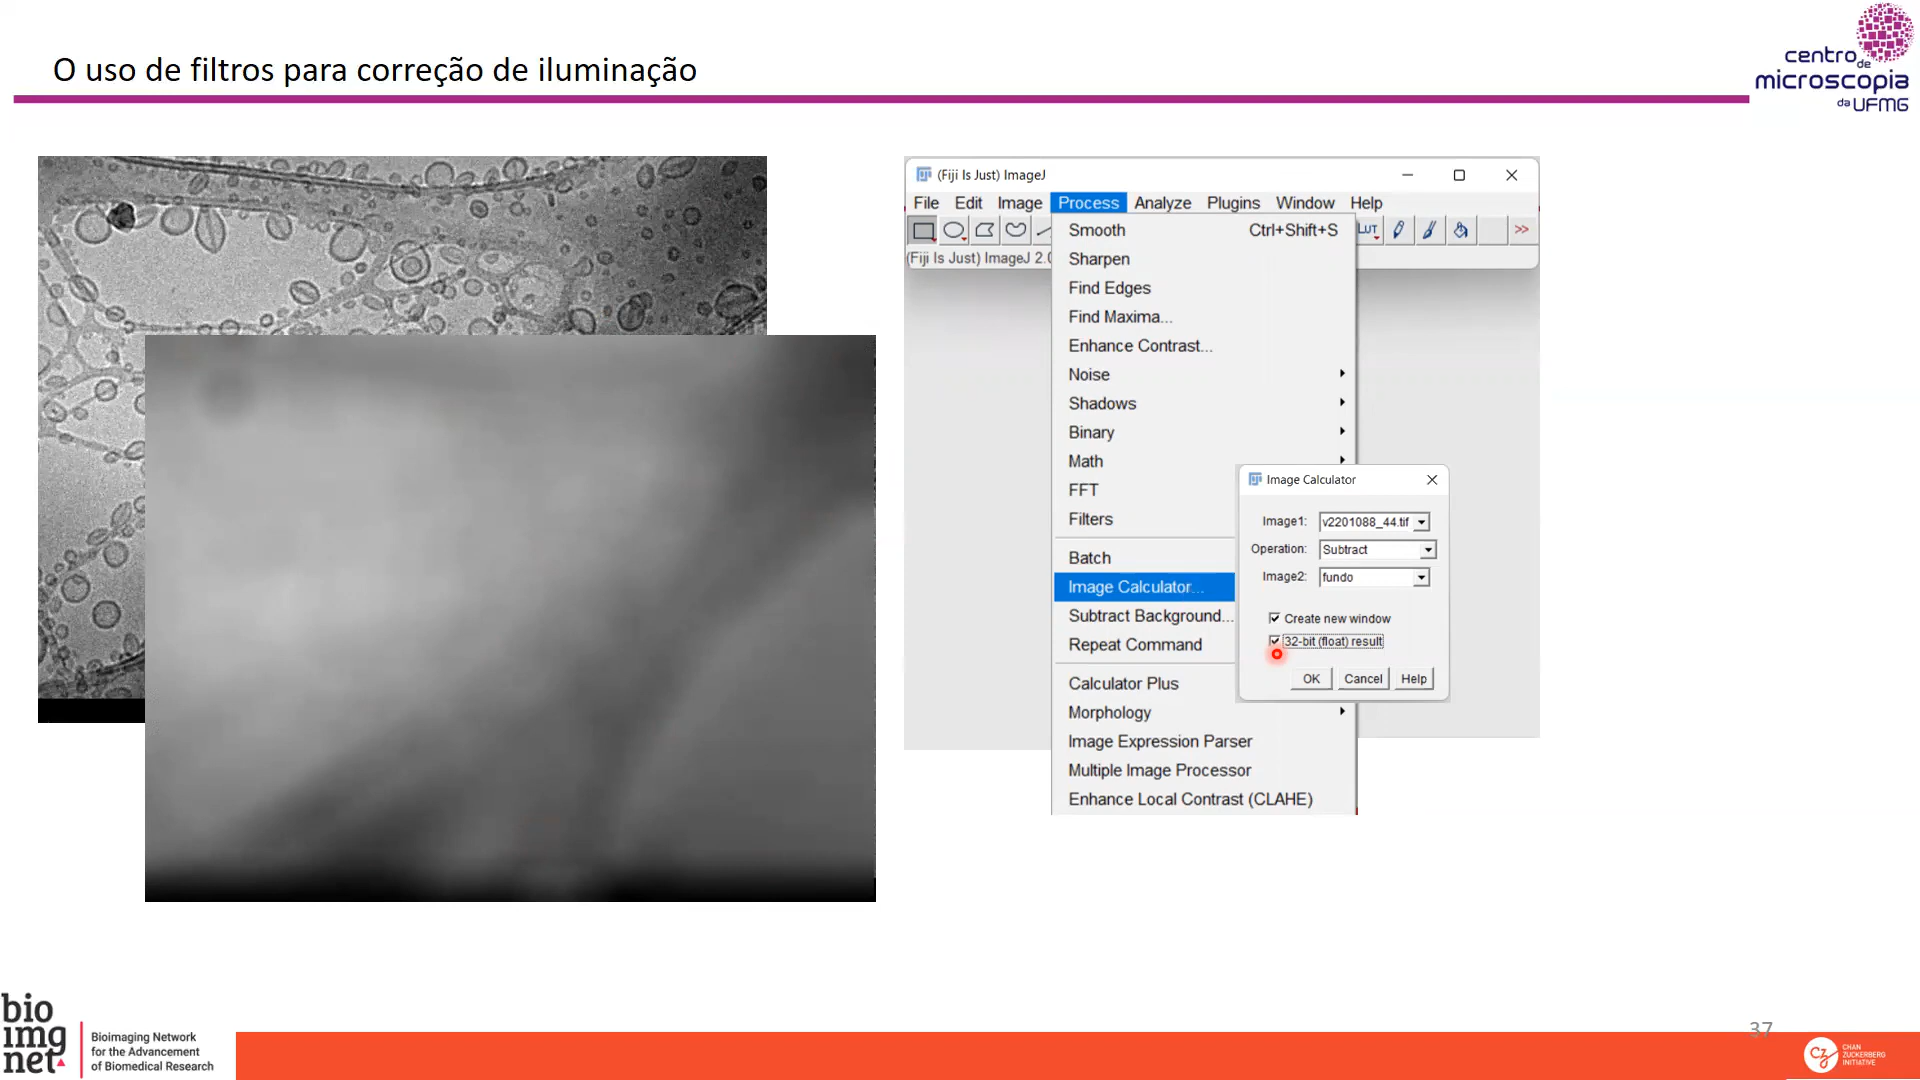 O uso de filtros para correção de iluminação
centro de
microscopia
da UFMG
(Fiji Is Just) ImageJ
File Edit Image Process Analyze Plugins Window Help
Smooth Ctrl+Shift+S
LUT >>
(Fiji Is Just) ImageJ 2.0
Sharpen
Find Edges
Find Maxima...
Enhance Contrast...
Noise
Shadows
Binary
Math
FFT
Filters
Batch
Image Calculator...
Subtract Background...
Repeat Command
Calculator Plus
Morphology
Image Expression Parser
Multiple Image Processor
Enhance Local Contrast (CLAHE)
Image Calculator
Image1: v2201088_44.tif
Operation: Subtract
Image2: fundo
Create new window
32-bit (float) result
OK Cancel Help
bio
img
net
Bioimaging Network
for the Advancement
of Biomedical Research
37
CZ
CHAN
ZUCKERBERG
INITIATIVE